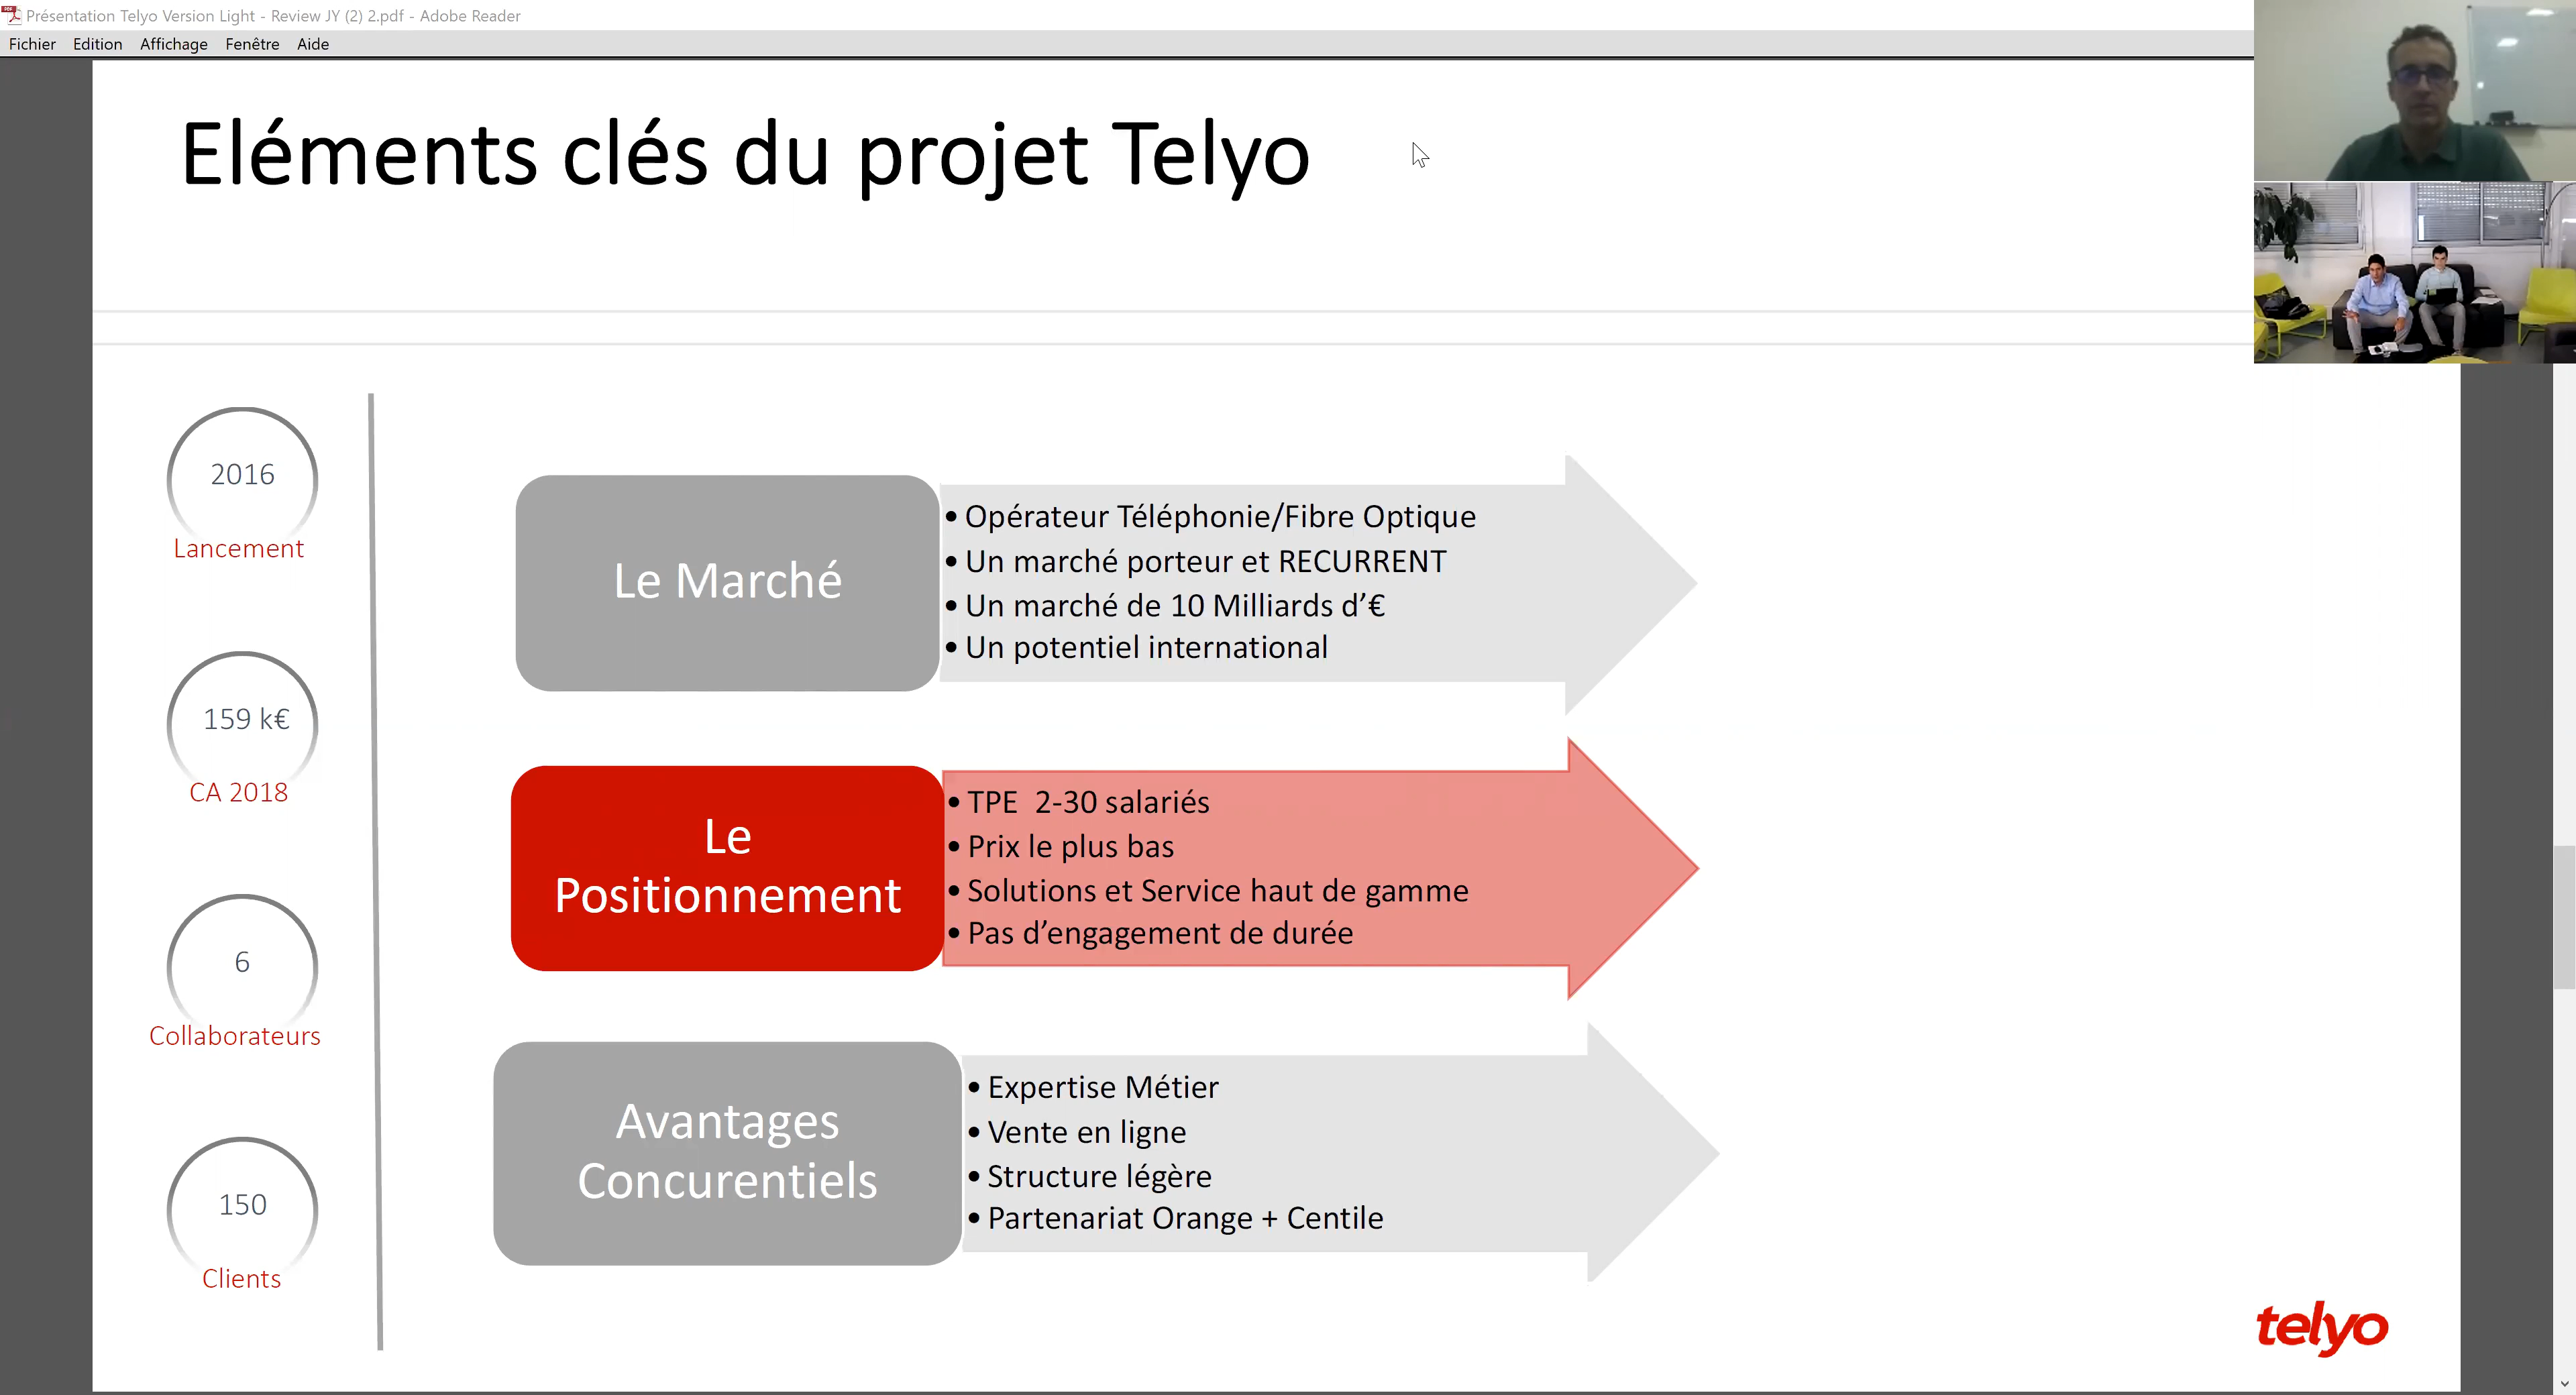 Présentation Telyo Version Light - Review JY (2) 2.pdf - Adobe Reader
Fichier Edition Affichage Fenêtre Aide
Eléments clés du projet Telyo
2016
Lancement
159 k€
CA 2018
6
Collaborateurs
150
Clients
Le Marché
• Opérateur Téléphonie/Fibre Optique
• Un marché porteur et RECURRENT
• Un marché de 10 Milliards d’€
• Un potentiel international
Le
Positionnement
• TPE 2-30 salariés
• Prix le plus bas
• Solutions et Service haut de gamme
• Pas d’engagement de durée
Avantages
Concurentiels
• Expertise Métier
• Vente en ligne
• Structure légère
• Partenariat Orange + Centile
telyo